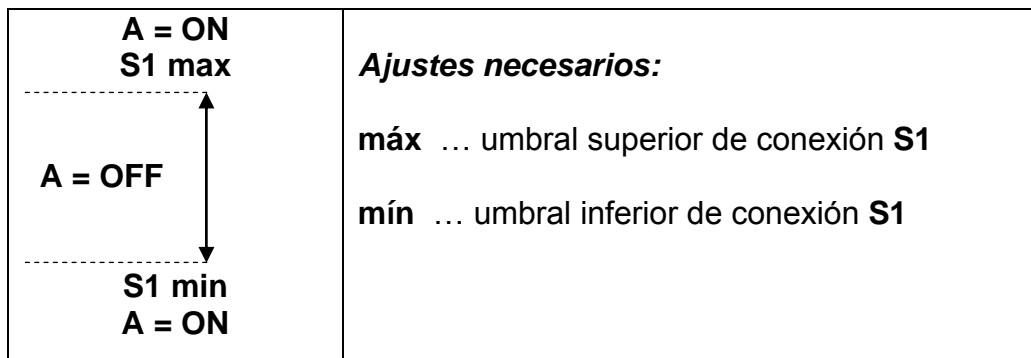 A = ON
S1 max
A = OFF
S1 min
A = ON
Ajustes necesarios:
máx … umbral superior de conexión S1
mín … umbral inferior de conexión S1